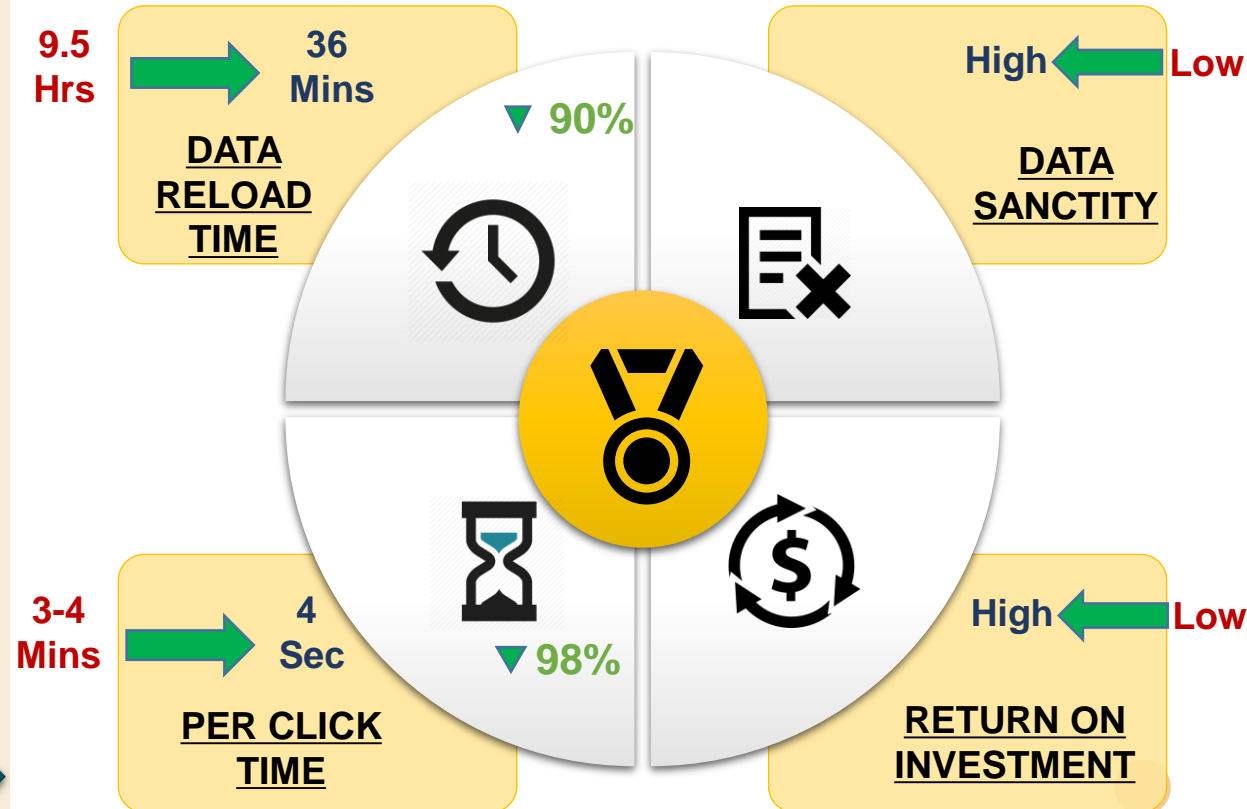 9.5
Hrs
36
Mins
▼ 90%
DATA
RELOAD
TIME
High
Low
DATA
SANCTITY
$
3-4
Mins
4
Sec
▼ 98%
PER CLICK
TIME
High
Low
RETURN ON
INVESTMENT